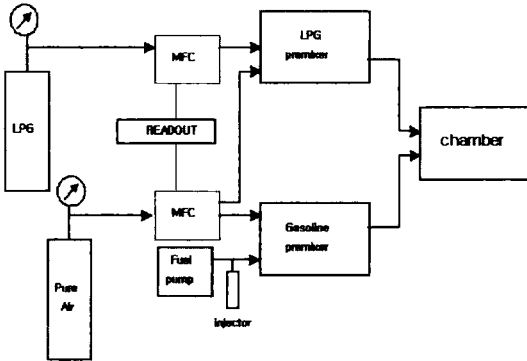 LPG
MFC
LPG
premixer
READOUT
chamber
MFC
Gasoline
premixer
Fuel
pump
injector
Pure
Air